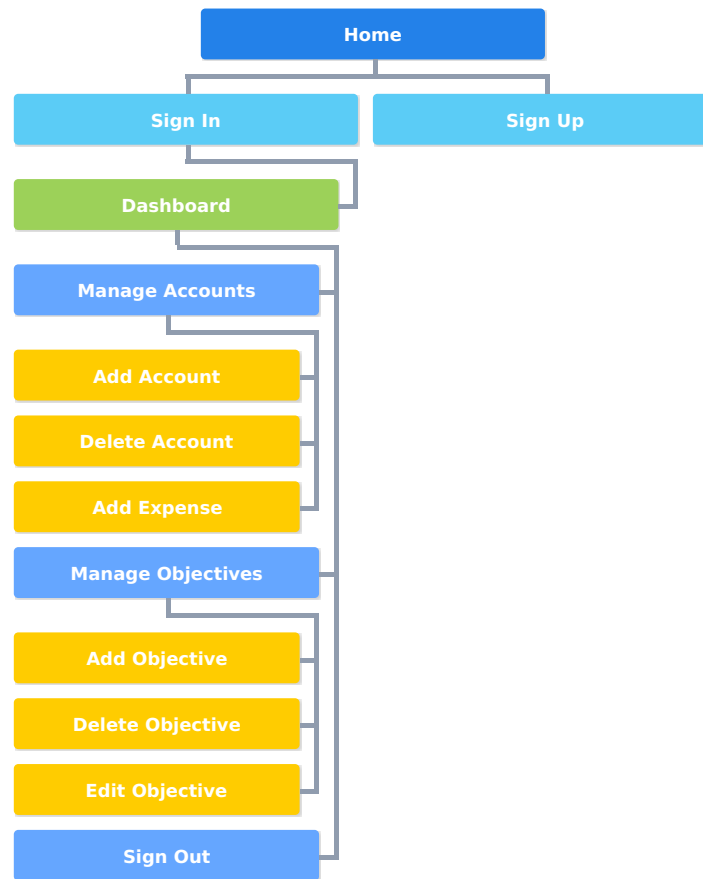 Home
Sign In
Sign Up
Dashboard
Manage Accounts
Add Account
Delete Account
Add Expense
Manage Objectives
Add Objective
Delete Objective
Edit Objective
Sign Out